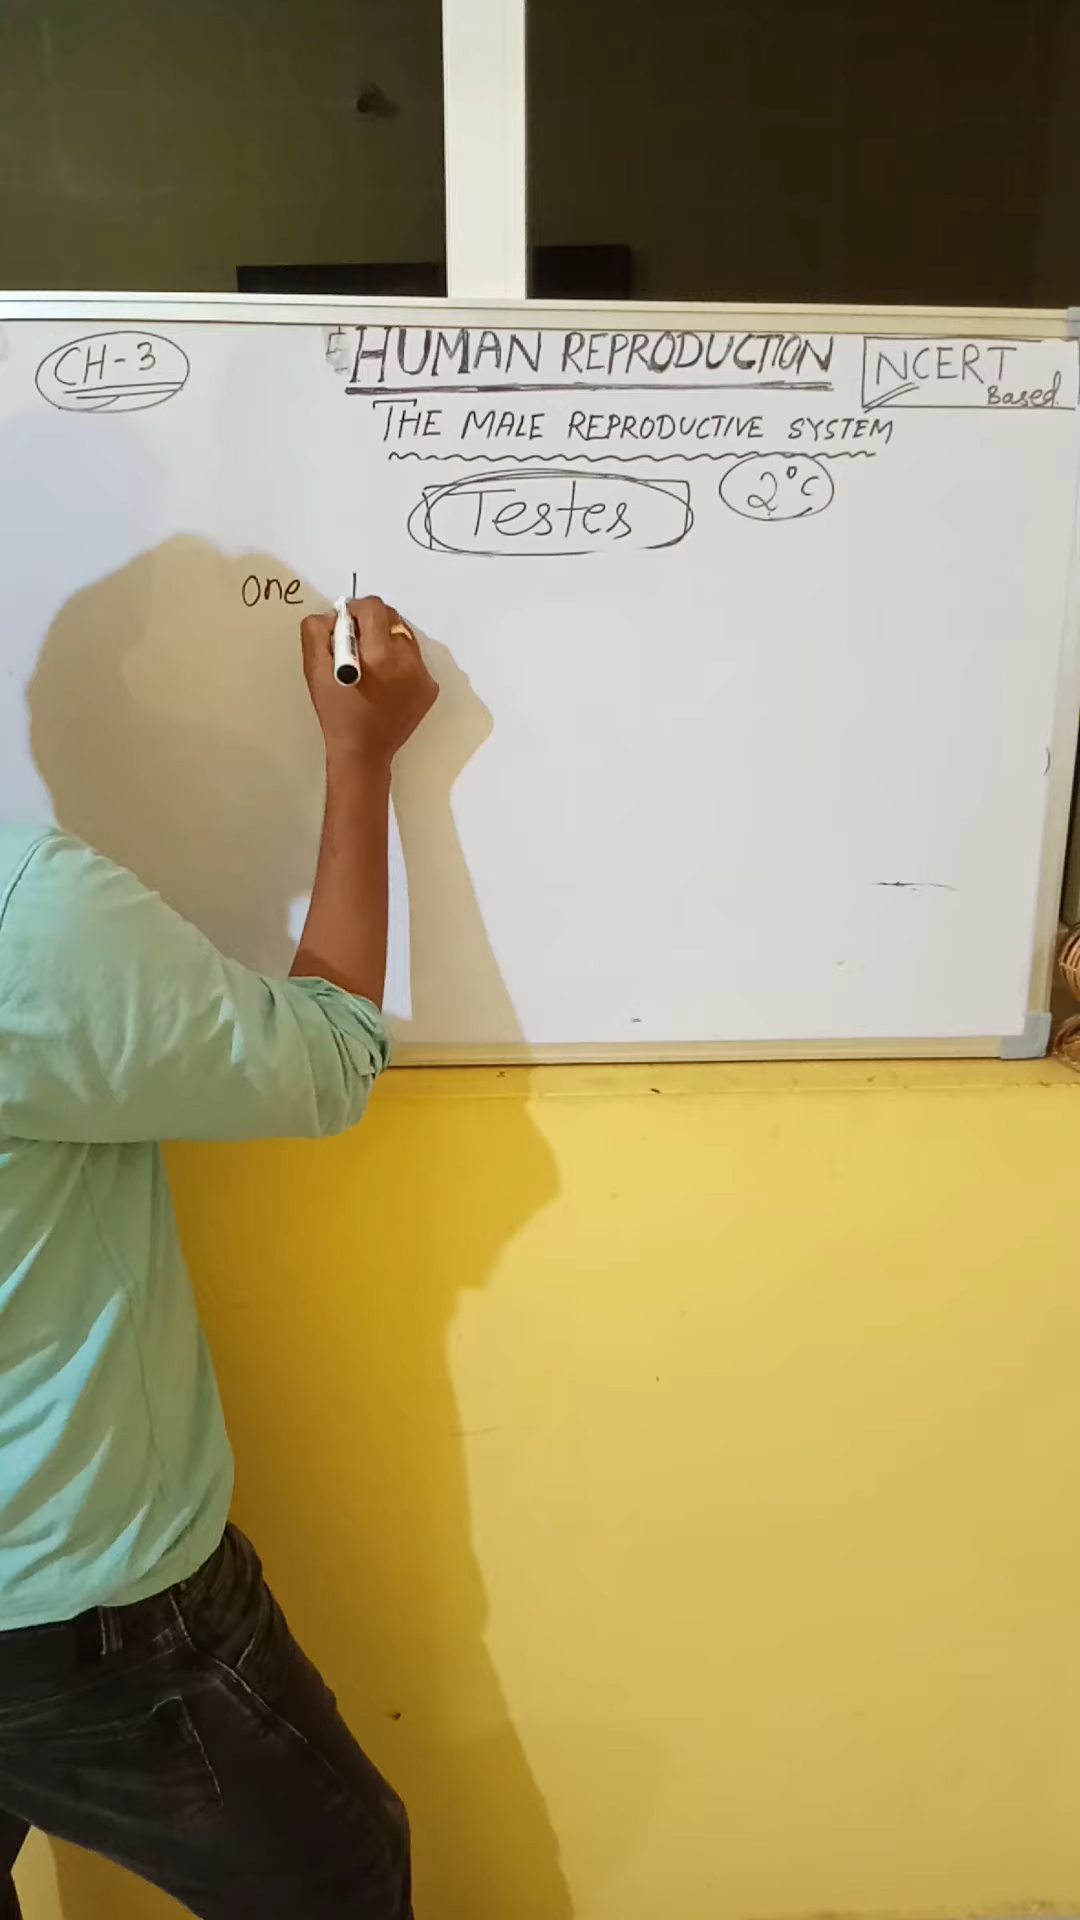 CH-3
HUMAN REPRODUCTION
NCERT
Based
THE MALE REPRODUCTIVE SYSTEM
Testes
2°C
One